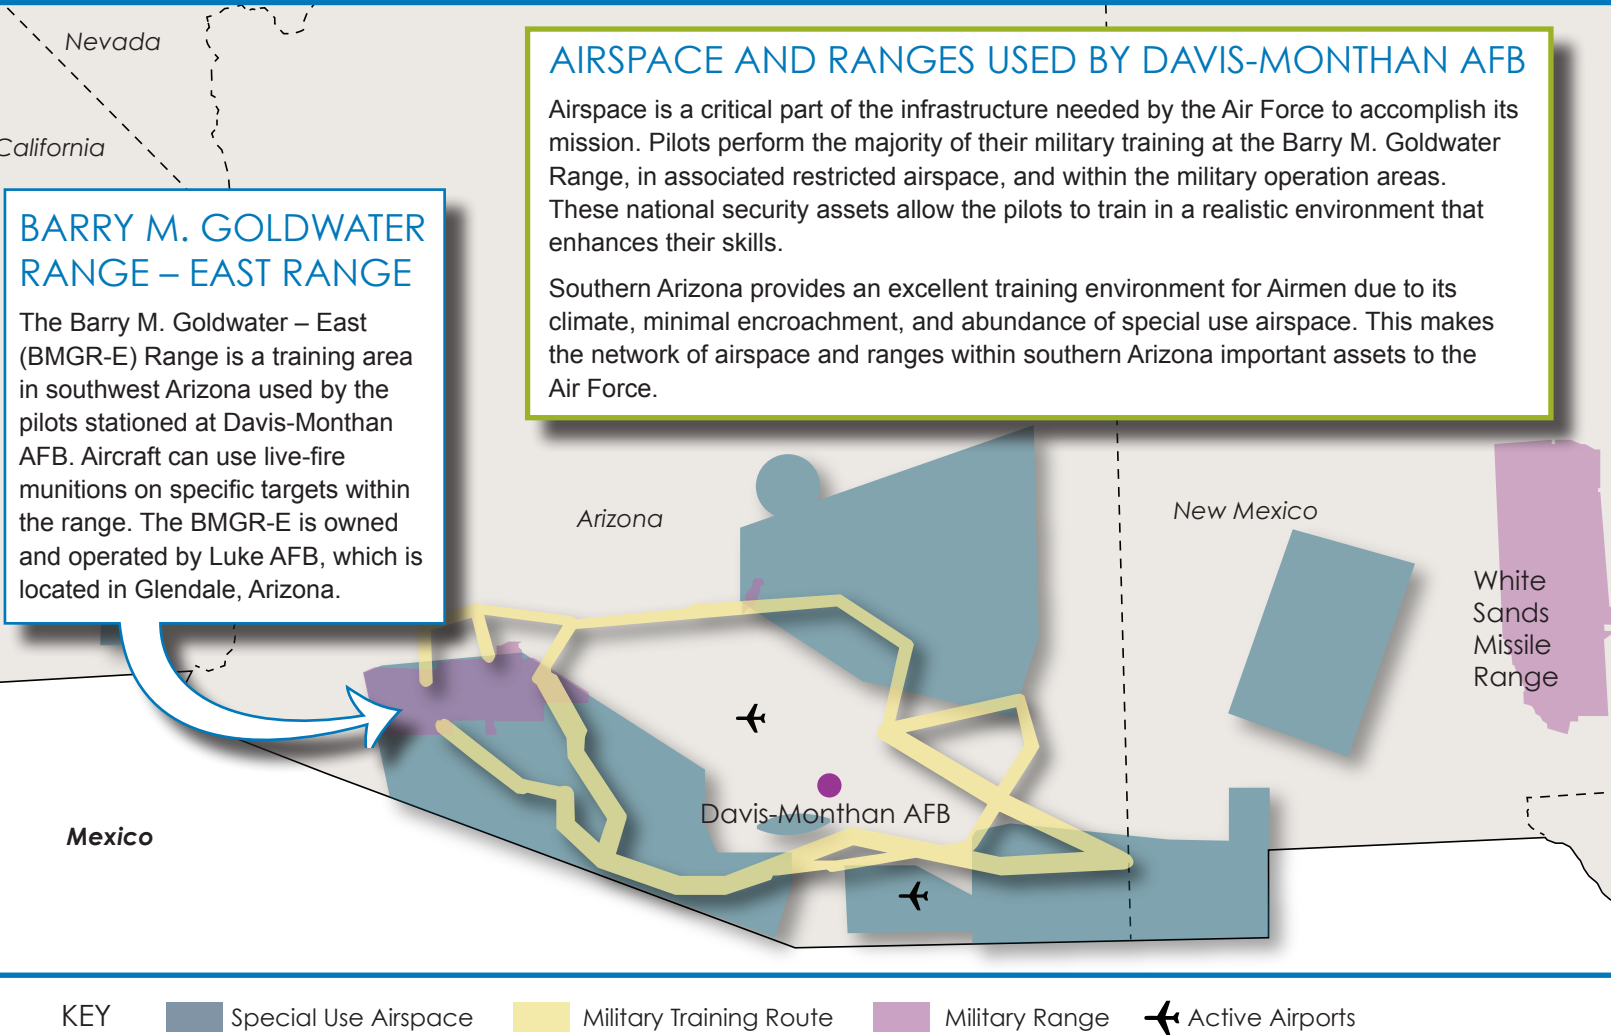 Nevada
California
AIRSPACE AND RANGES USED BY DAVIS-MONTHAN AFB
Airspace is a critical part of the infrastructure needed by the Air Force to accomplish its
mission. Pilots perform the majority of their military training at the Barry M. Goldwater
Range, in associated restricted airspace, and within the military operation areas.
These national security assets allow the pilots to train in a realistic environment that
enhances their skills.
Southern Arizona provides an excellent training environment for Airmen due to its
climate, minimal encroachment, and abundance of special use airspace. This makes
the network of airspace and ranges within southern Arizona important assets to the
Air Force.
BARRY M. GOLDWATER
RANGE – EAST RANGE
The Barry M. Goldwater – East
(BMGR-E) Range is a training area
in southwest Arizona used by the
pilots stationed at Davis-Monthan
AFB. Aircraft can use live-fire
munitions on specific targets within
the range. The BMGR-E is owned
and operated by Luke AFB, which is
located in Glendale, Arizona.
Arizona
New Mexico
White
Sands
Missile
Range
Davis-Monthan AFB
Mexico
KEY
Special Use Airspace
Military Training Route
Military Range
Active Airports